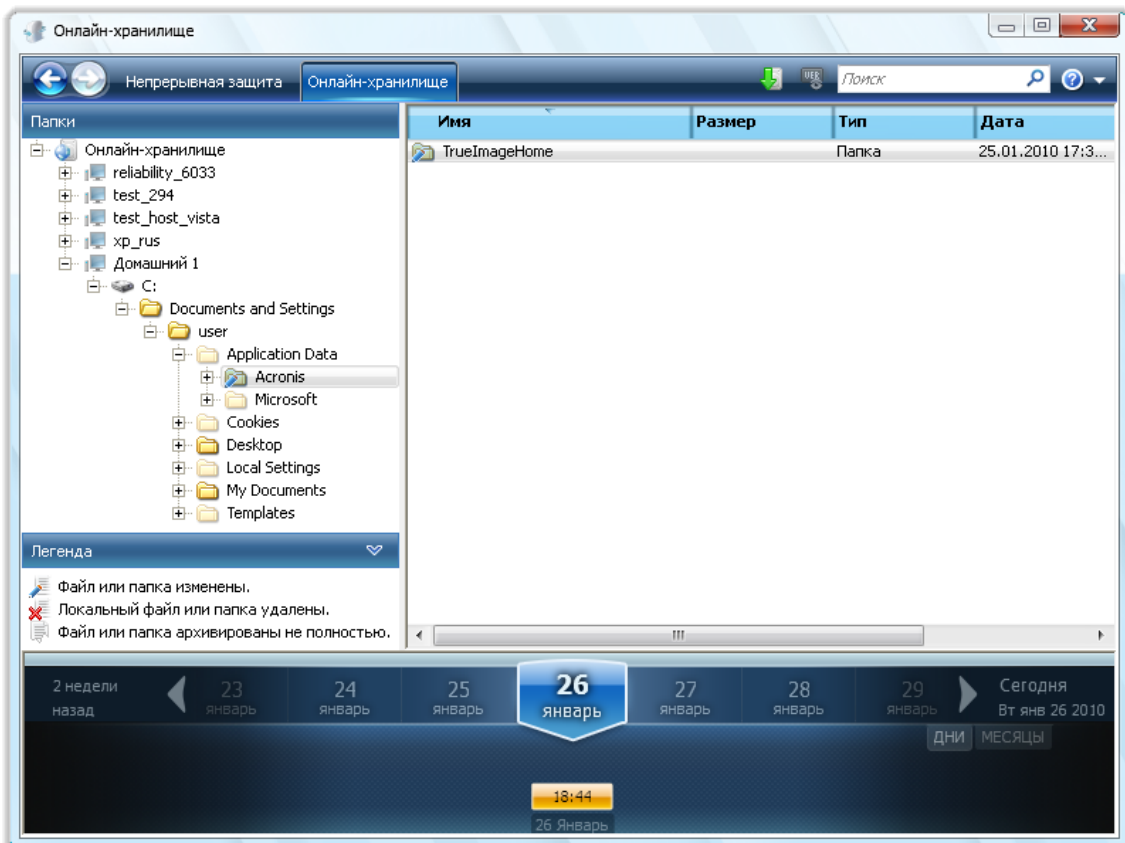 Онлайн-хранилище
Непрерывная защита
Онлайн-хранилище
VER
Поиск
Папки
Онлайн-хранилище
reliability_6033
test_294
test_host_vista
xp_rus
Домашний 1
C:
Documents and Settings
user
Application Data
Acronis
Microsoft
Cookies
Desktop
Local Settings
My Documents
Templates
Имя Размер Тип Дата
TrueImageHome Папка 25.01.2010 17:3...
Легенда
Файл или папка изменены.
Локальный файл или папка удалены.
Файл или папка архивированы не полностью.
2 недели
назад
23 24 25 26 27 28 29
январь январь январь январь январь январь январь
Сегодня
Вт янв 26 2010
ДНИ МЕСЯЦЫ
18:44
26 Январь